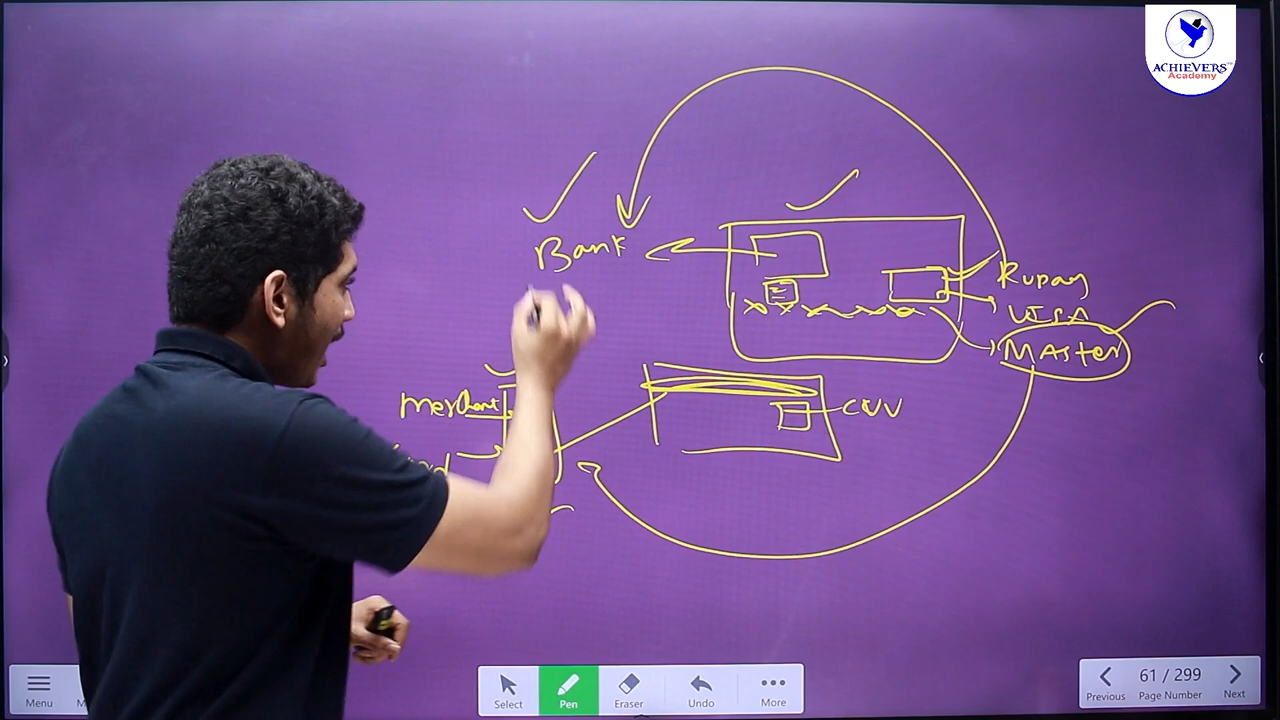 ACHIEVERS
Academy
Bank
Rupay
VISA
MASTER
xxxxxx
Merchant
CVV
Menu
Select
Pen
Eraser
Undo
More
Previous
61 / 299
Page Number
Next